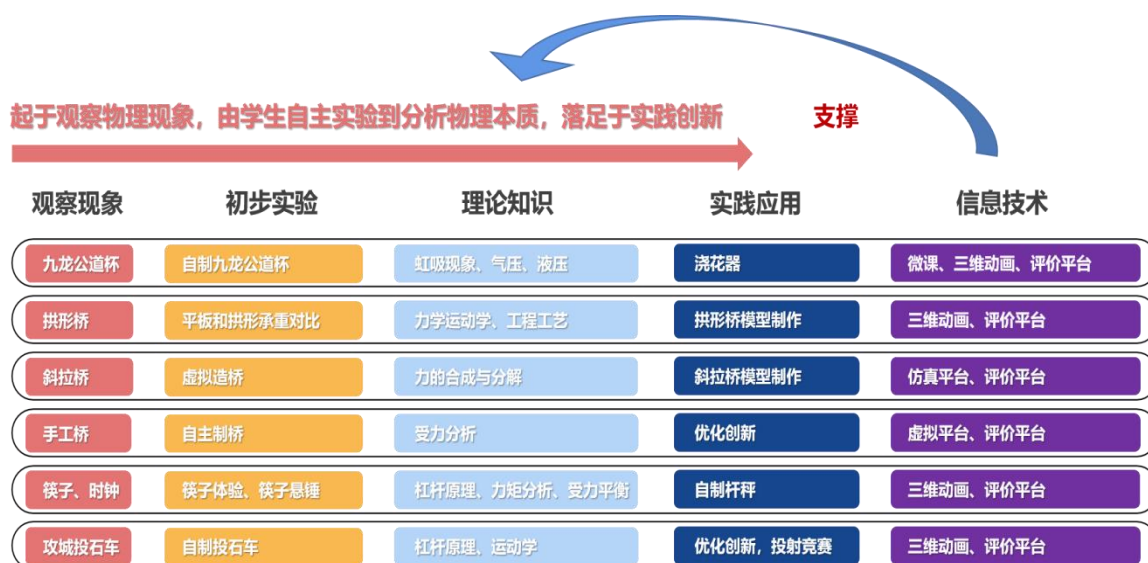 起于观察物理现象，由学生自主实验到分析物理本质，落足于实践创新 支撑
观察现象 初步实验 理论知识 实践应用 信息技术
九龙公道杯 自制九龙公道杯 虹吸现象、气压、液压 浇花器 微课、三维动画、评价平台
拱形桥 平板和拱形承重对比 力学运动学、工程工艺 拱形桥模型制作 三维动画、评价平台
斜拉桥 虚拟造桥 力的合成与分解 斜拉桥模型制作 仿真平台、评价平台
手工桥 自主制桥 受力分析 优化创新 虚拟平台、评价平台
筷子、时钟 筷子体验、筷子悬锤 杠杆原理、力矩分析、受力平衡 自制杆秤 三维动画、评价平台
攻城投石车 自制投石车 杠杆原理、运动学 优化创新，投射竞赛 三维动画、评价平台